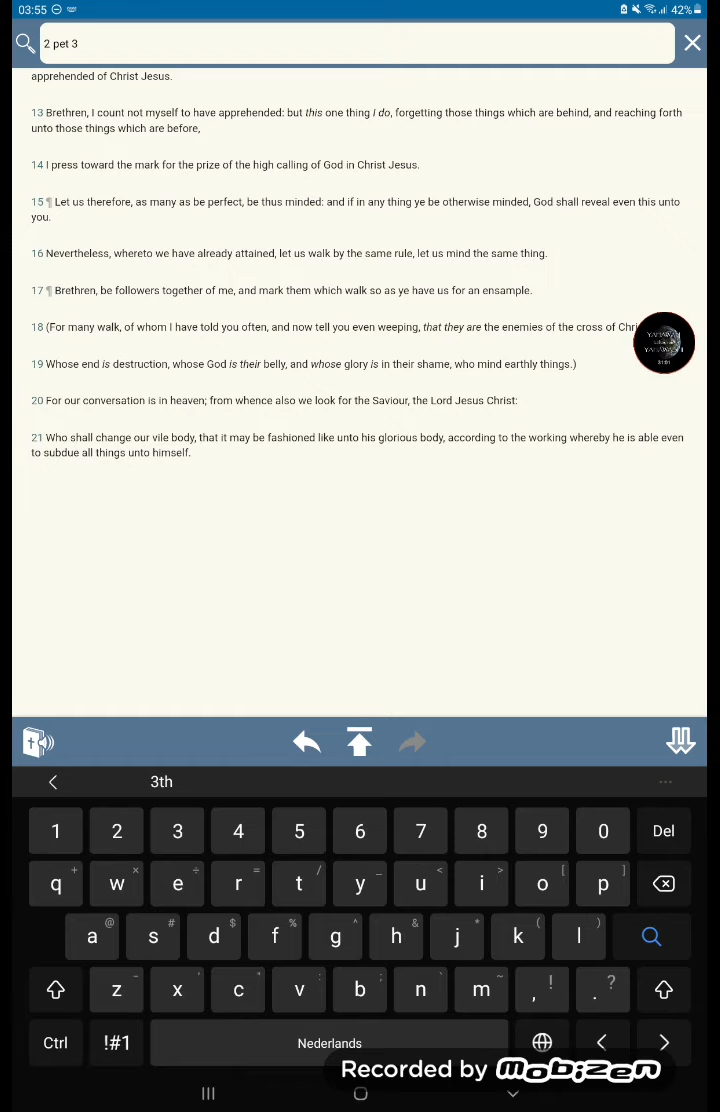 03:55 42%
2 pet 3
apprehended of Christ Jesus.
13 Brethren, I count not myself to have apprehended: but this one thing I do, forgetting those things which are behind, and reaching forth
unto those things which are before,
14 I press toward the mark for the prize of the high calling of God in Christ Jesus.
15 ¶ Let us therefore, as many as be perfect, be thus minded: and if in any thing ye be otherwise minded, God shall reveal even this unto
you.
16 Nevertheless, whereto we have already attained, let us walk by the same rule, let us mind the same thing.
17 ¶ Brethren, be followers together of me, and mark them which walk so as ye have us for an ensample.
18 (For many walk, of whom I have told you often, and now tell you even weeping, that they are the enemies of the cross of Chri
19 Whose end is destruction, whose God is their belly, and whose glory is in their shame, who mind earthly things.)
20 For our conversation is in heaven; from whence also we look for the Saviour, the Lord Jesus Christ:
21 Who shall change our vile body, that it may be fashioned like unto his glorious body, according to the working whereby he is able even
to subdue all things unto himself.
3th ...
1 2 3 4 5 6 7 8 9 0 Del
+ × ÷ = / _ < > [ ]
q w e r t y u i o p
@ # $ % ^ & * ( )
a s d f g h j k l
- ' " : ; ` ~ ! ?
z x c v b n m , .
Ctrl !#1 Nederlands < >
Recorded by mobizen